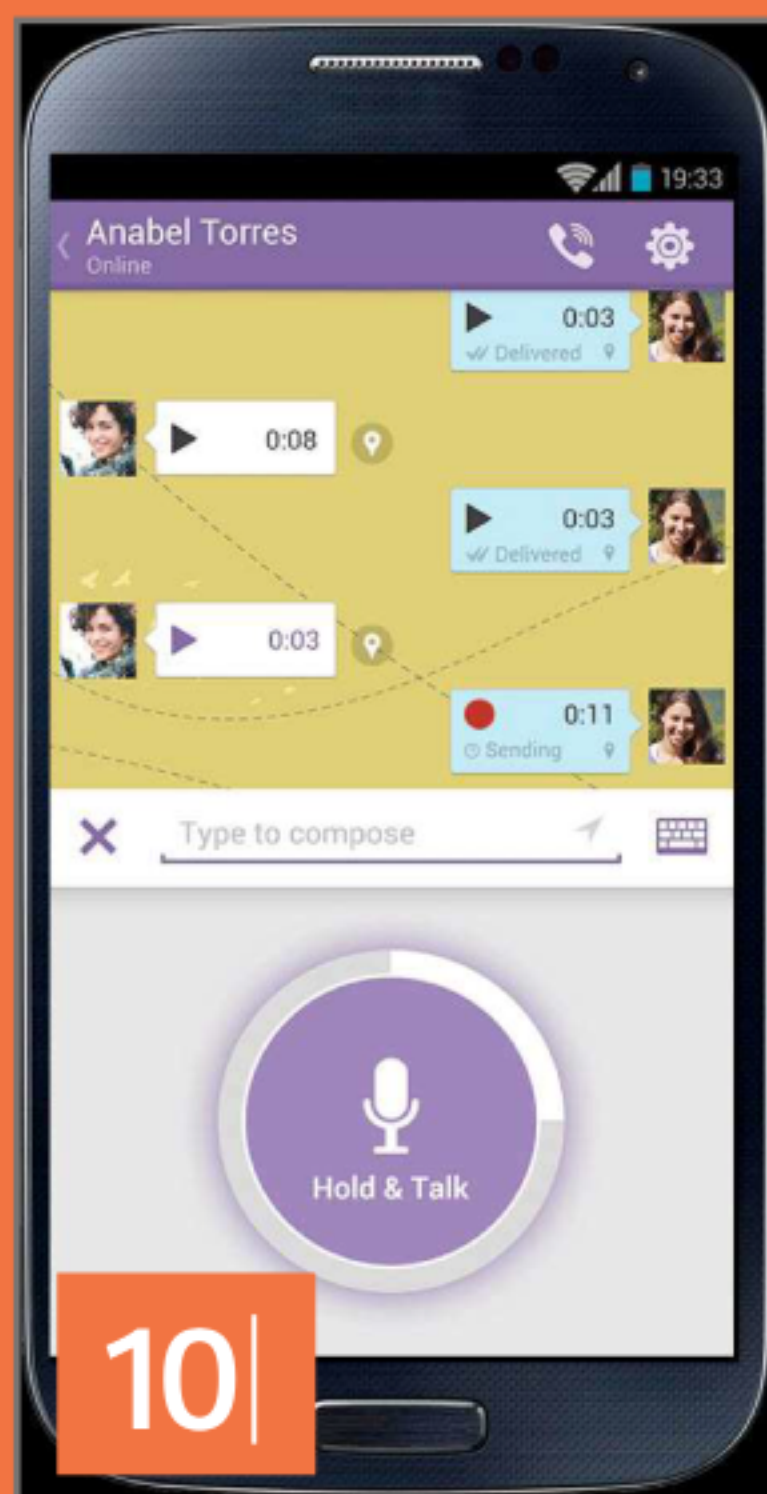 19:33
Anabel Torres
Online
0:03
Delivered
0:08
0:03
Delivered
0:03
0:11
Sending
Type to compose
Hold & Talk
10